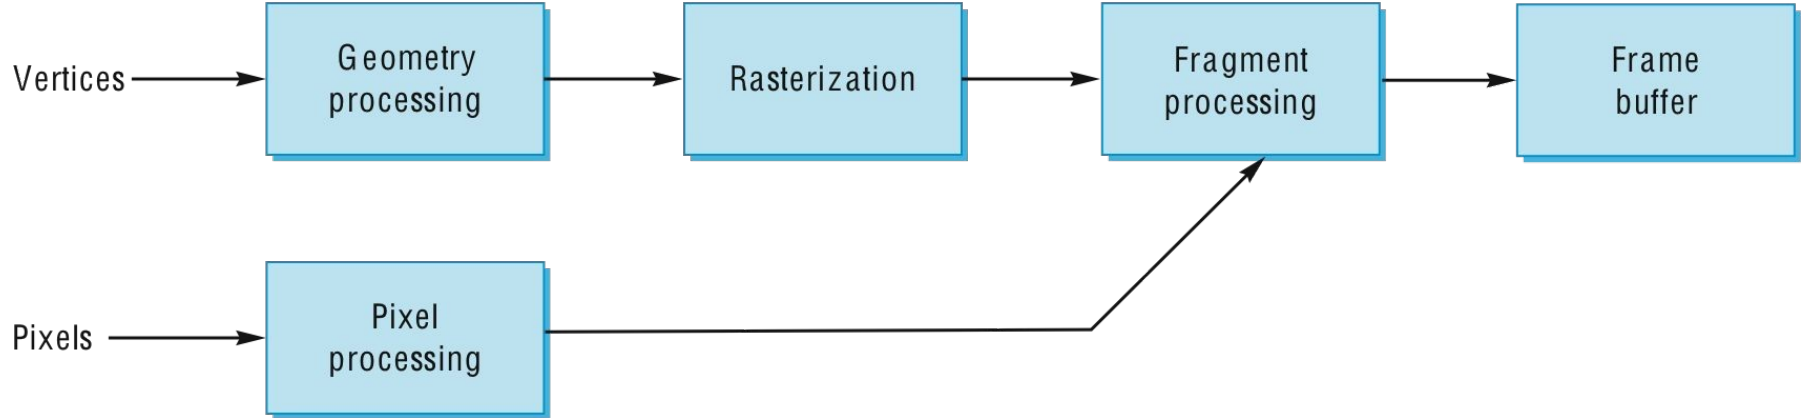 Vertices
Geometry
processing
Rasterization
Fragment
processing
Frame
buffer
Pixels
Pixel
processing